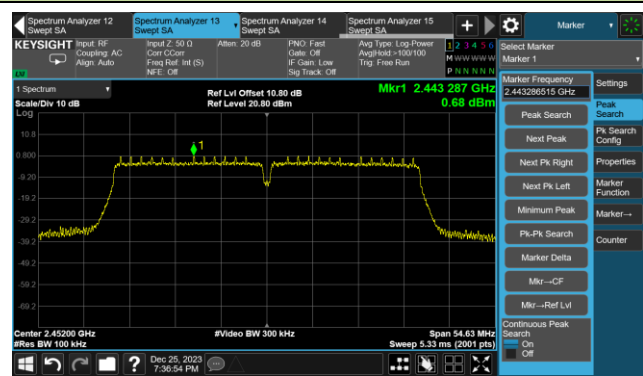 Spectrum Analyzer 12
Swept SA
Spectrum Analyzer 13
Swept SA
Spectrum Analyzer 14
Swept SA
Spectrum Analyzer 15
Swept SA
+
Marker
KEYSIGHT
Input: RF
Coupling: AC
Align: Auto
Input Z: 50 Ω
Corr CCorr
Freq Ref: Int (S)
NFE: Off
Atten: 20 dB
PNO: Fast
Gate: Off
IF Gain: Low
Sig Track: Off
Avg Type: Log-Power
Avg|Hold:>100/100
Trig: Free Run
1 2 3 4 5 6
M W W W W W
P N N N N N
LXI
Select Marker
Marker 1
1 Spectrum
Scale/Div 10 dB
Log
Ref Lvl Offset 10.80 dB
Ref Level 20.80 dBm
Mkr1 2.443 287 GHz
0.68 dBm
10.8
0.800
-9.20
-19.2
-29.2
-39.2
-49.2
-59.2
-69.2
1
Center 2.45200 GHz
#Res BW 100 kHz
#Video BW 300 kHz
Span 54.63 MHz
Sweep 5.33 ms (2001 pts)
Marker Frequency
2.443286515 GHz
Peak Search
Next Peak
Next Pk Right
Next Pk Left
Minimum Peak
Pk-Pk Search
Marker Delta
Mkr→CF
Mkr→Ref Lvl
Continuous Peak
Search
On
Off
Settings
Peak
Search
Pk Search
Config
Properties
Marker
Function
Marker→
Counter
?
Dec 25, 2023
7:36:54 PM